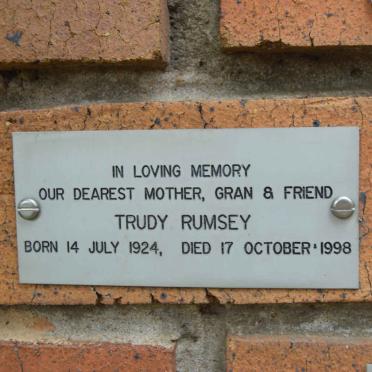 IN LOVING MEMORY
OUR DEAREST MOTHER, GRAN & FRIEND
TRUDY RUMSEY
BORN 14 JULY 1924, DIED 17 OCTOBER 1998